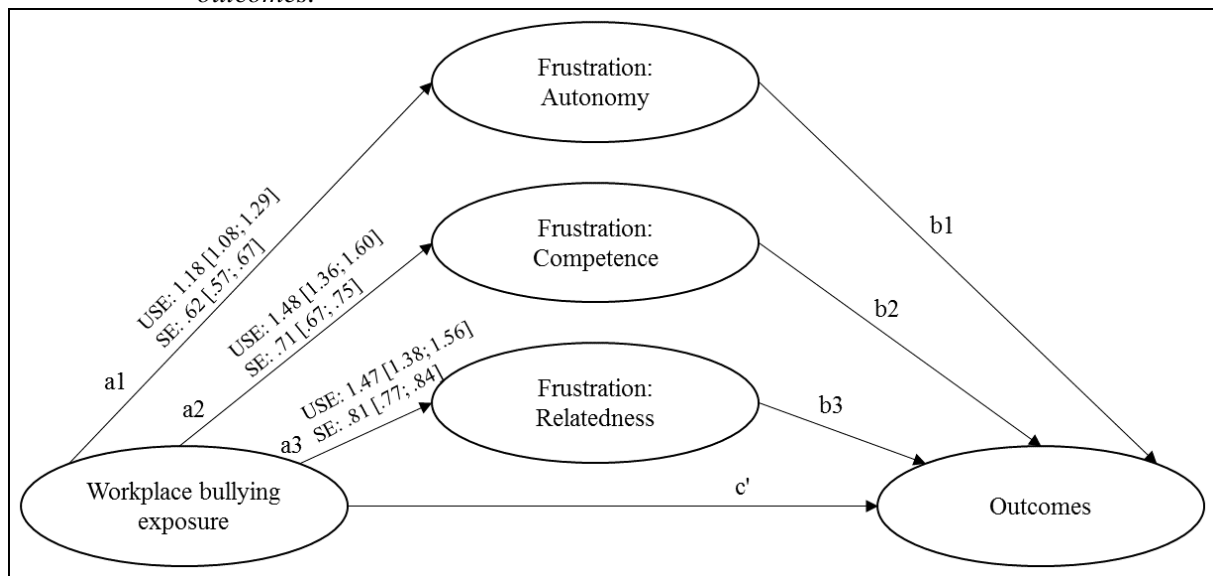 outcomes.
Frustration:
Autonomy
USE: 1.18 [1.08; 1.29]
SE: .62 [.57; .67]
a1
b1
Frustration:
Competence
USE: 1.48 [1.36; 1.60]
SE: .71 [.67; .75]
a2
b2
Frustration:
Relatedness
USE: 1.47 [1.38; 1.56]
SE: .81 [.77; .84]
a3
b3
Workplace bullying
exposure
c'
Outcomes